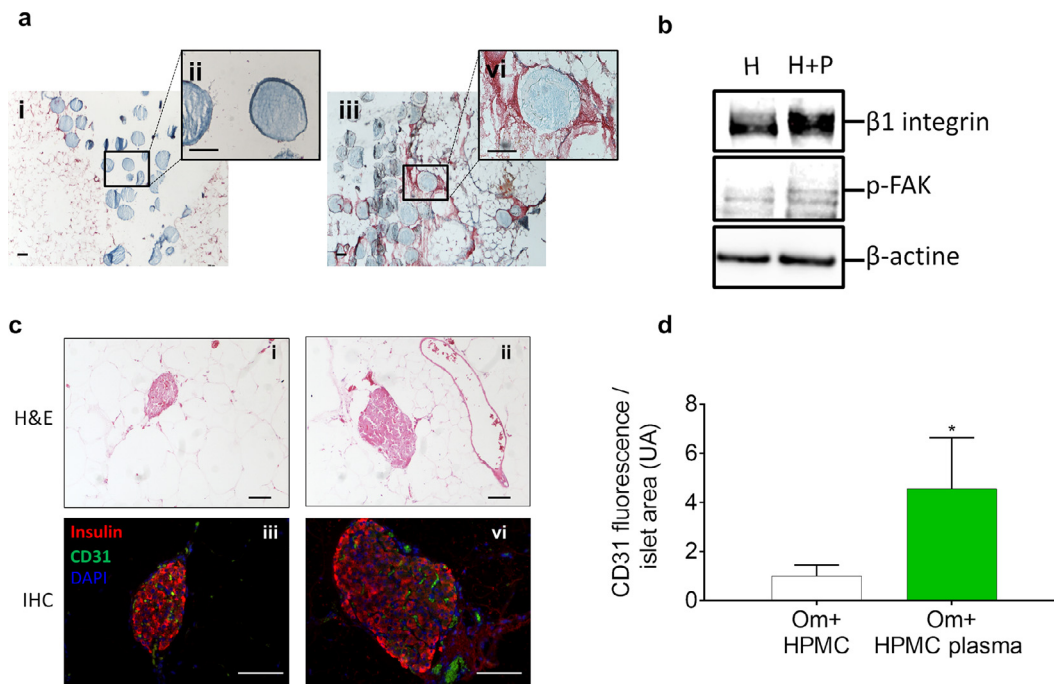 a
i
ii
iii
vi
b
H H+P
β1 integrin
p-FAK
β-actine
c
H&E
i
ii
IHC
Insulin
CD31
DAPI
iii
vi
d
CD31 fluorescence /
islet area (UA)
8
6
4
2
0
*
Om+
HPMC
Om+
HPMC plasma